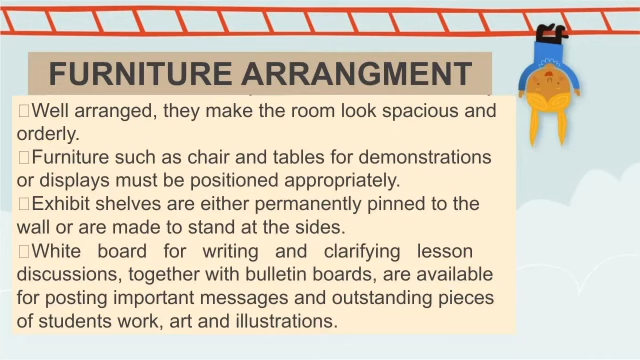 FURNITURE ARRANGMENT
Well arranged, they make the room look spacious and
orderly.
Furniture such as chair and tables for demonstrations
or displays must be positioned appropriately.
Exhibit shelves are either permanently pinned to the
wall or are made to stand at the sides.
White board for writing and clarifying lesson
discussions, together with bulletin boards, are available
for posting important messages and outstanding pieces
of students work, art and illustrations.